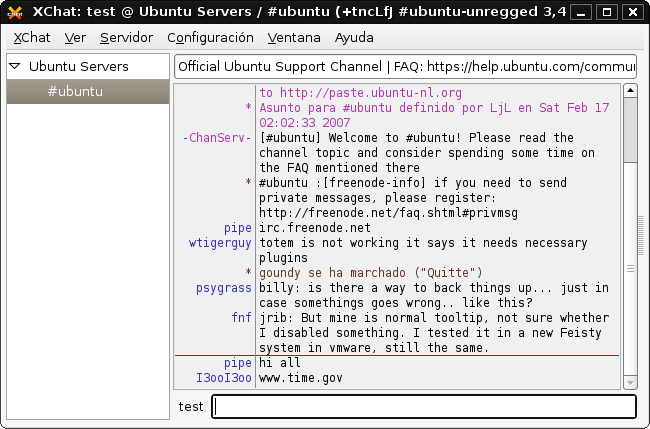 XChat: test @ Ubuntu Servers / #ubuntu (+tncLfJ #ubuntu-unregged 3,4
XChat Ver Servidor Configuración Ventana Ayuda
Ubuntu Servers
#ubuntu
Official Ubuntu Support Channel | FAQ: https://help.ubuntu.com/commun
to http://paste.ubuntu-nl.org
* Asunto para #ubuntu definido por LjL en Sat Feb 17
02:02:33 2007
-ChanServ- [#ubuntu] Welcome to #ubuntu! Please read the
channel topic and consider spending some time on
the FAQ mentioned there
* #ubuntu :[freenode-info] if you need to send
private messages, please register:
http://freenode.net/faq.shtml#privmsg
pipe irc.freenode.net
wtigerguy totem is not working it says it needs necessary
plugins
* goundy se ha marchado ("Quitte")
psygrass billy: is there a way to back things up... just in
case somethings goes wrong.. like this?
fnf jrib: But mine is normal tooltip, not sure whether
I disabled something. I tested it in a new Feisty
system in vmware, still the same.
pipe hi all
I3ooI3oo www.time.gov
test